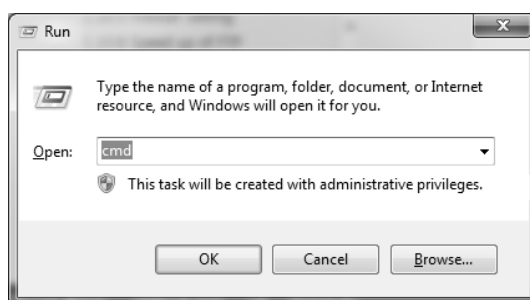 Run
Type the name of a program, folder, document, or Internet
resource, and Windows will open it for you.
Open:
cmd
This task will be created with administrative privileges.
OK
Cancel
Browse...